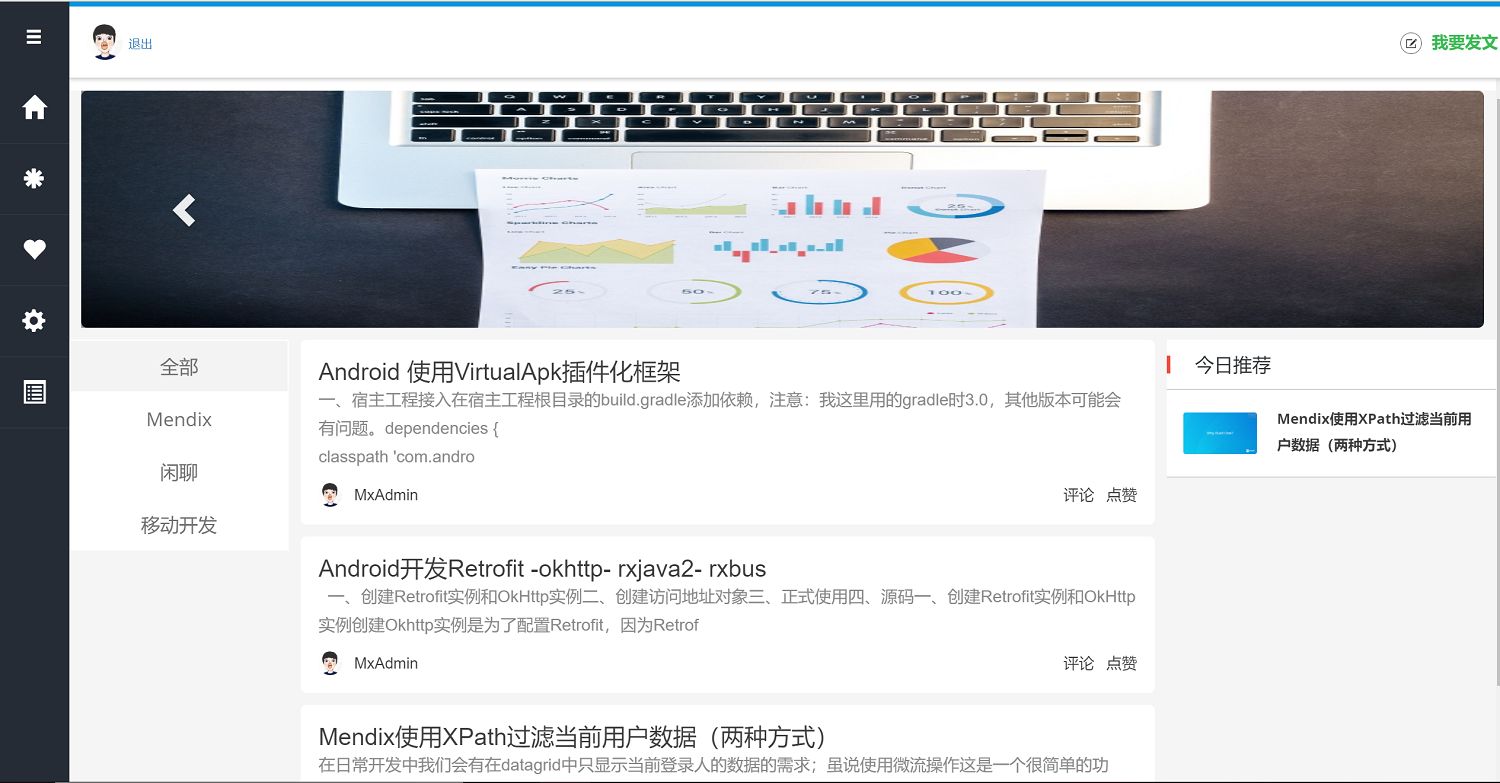 退出
我要发文
Morris Charts
Sparkline Charts
Easy Pie Charts
25%
25%
50%
75%
100%
全部
Mendix
闲聊
移动开发
Android 使用VirtualApk插件化框架
一、宿主工程接入在宿主工程根目录的build.gradle添加依赖，注意：我这里用的gradle时3.0，其他版本可能会
有问题。dependencies {
classpath 'com.andro
MxAdmin
评论 点赞
Android开发Retrofit -okhttp- rxjava2- rxbus
一、创建Retrofit实例和OkHttp实例二、创建访问地址对象三、正式使用四、源码一、创建Retrofit实例和OkHttp
实例创建Okhttp实例是为了配置Retrofit，因为Retrof
MxAdmin
评论 点赞
Mendix使用XPath过滤当前用户数据（两种方式）
在日常开发中我们会有在datagrid中只显示当前登录人的数据的需求；虽说使用微流操作这是一个很简单的功
今日推荐
Mendix使用XPath过滤当前用
户数据（两种方式）